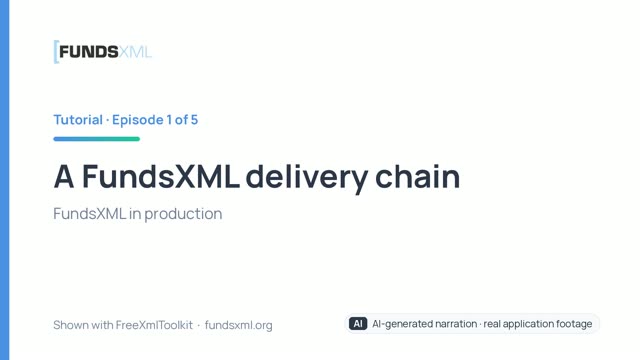 FUNDSXML
Tutorial · Episode 1 of 5
A FundsXML delivery chain
FundsXML in production
Shown with FreeXmlToolkit · fundsxml.org
AI AI-generated narration · real application footage